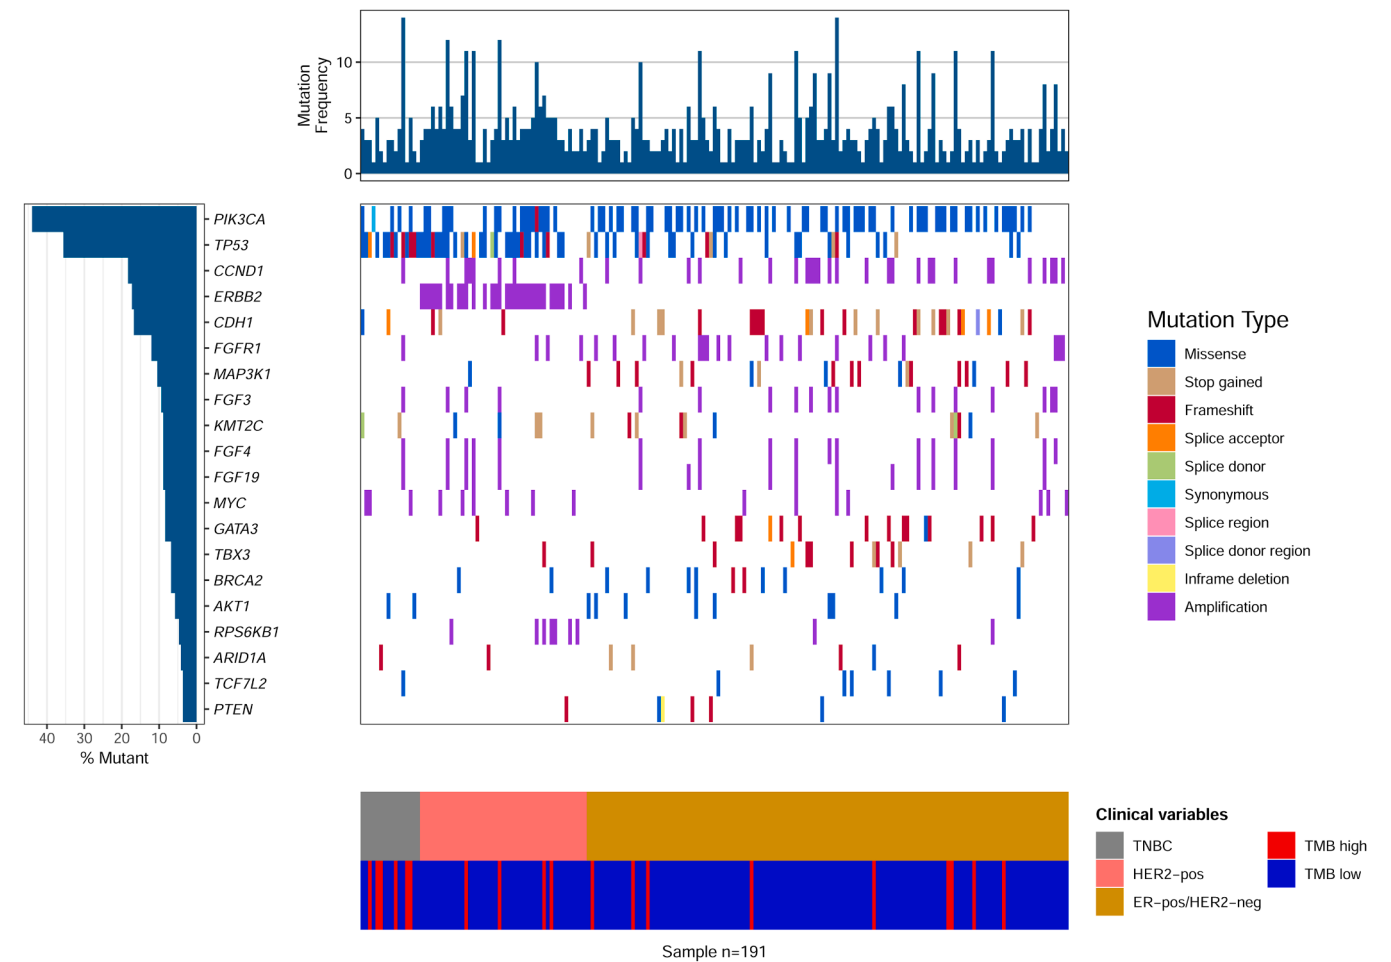 Mutation
Frequency
10
5
0
PIK3CA
TP53
CCND1
ERBB2
CDH1
FGFR1
MAP3K1
FGF3
KMT2C
FGF4
FGF19
MYC
GATA3
TBX3
BRCA2
AKT1
RPS6KB1
ARID1A
TCF7L2
PTEN
40 30 20 10 0
% Mutant
Mutation Type
Missense
Stop gained
Frameshift
Splice acceptor
Splice donor
Synonymous
Splice region
Splice donor region
Inframe deletion
Amplification
Clinical variables
TNBC TMB high
HER2−pos TMB low
ER−pos/HER2−neg
Sample n=191